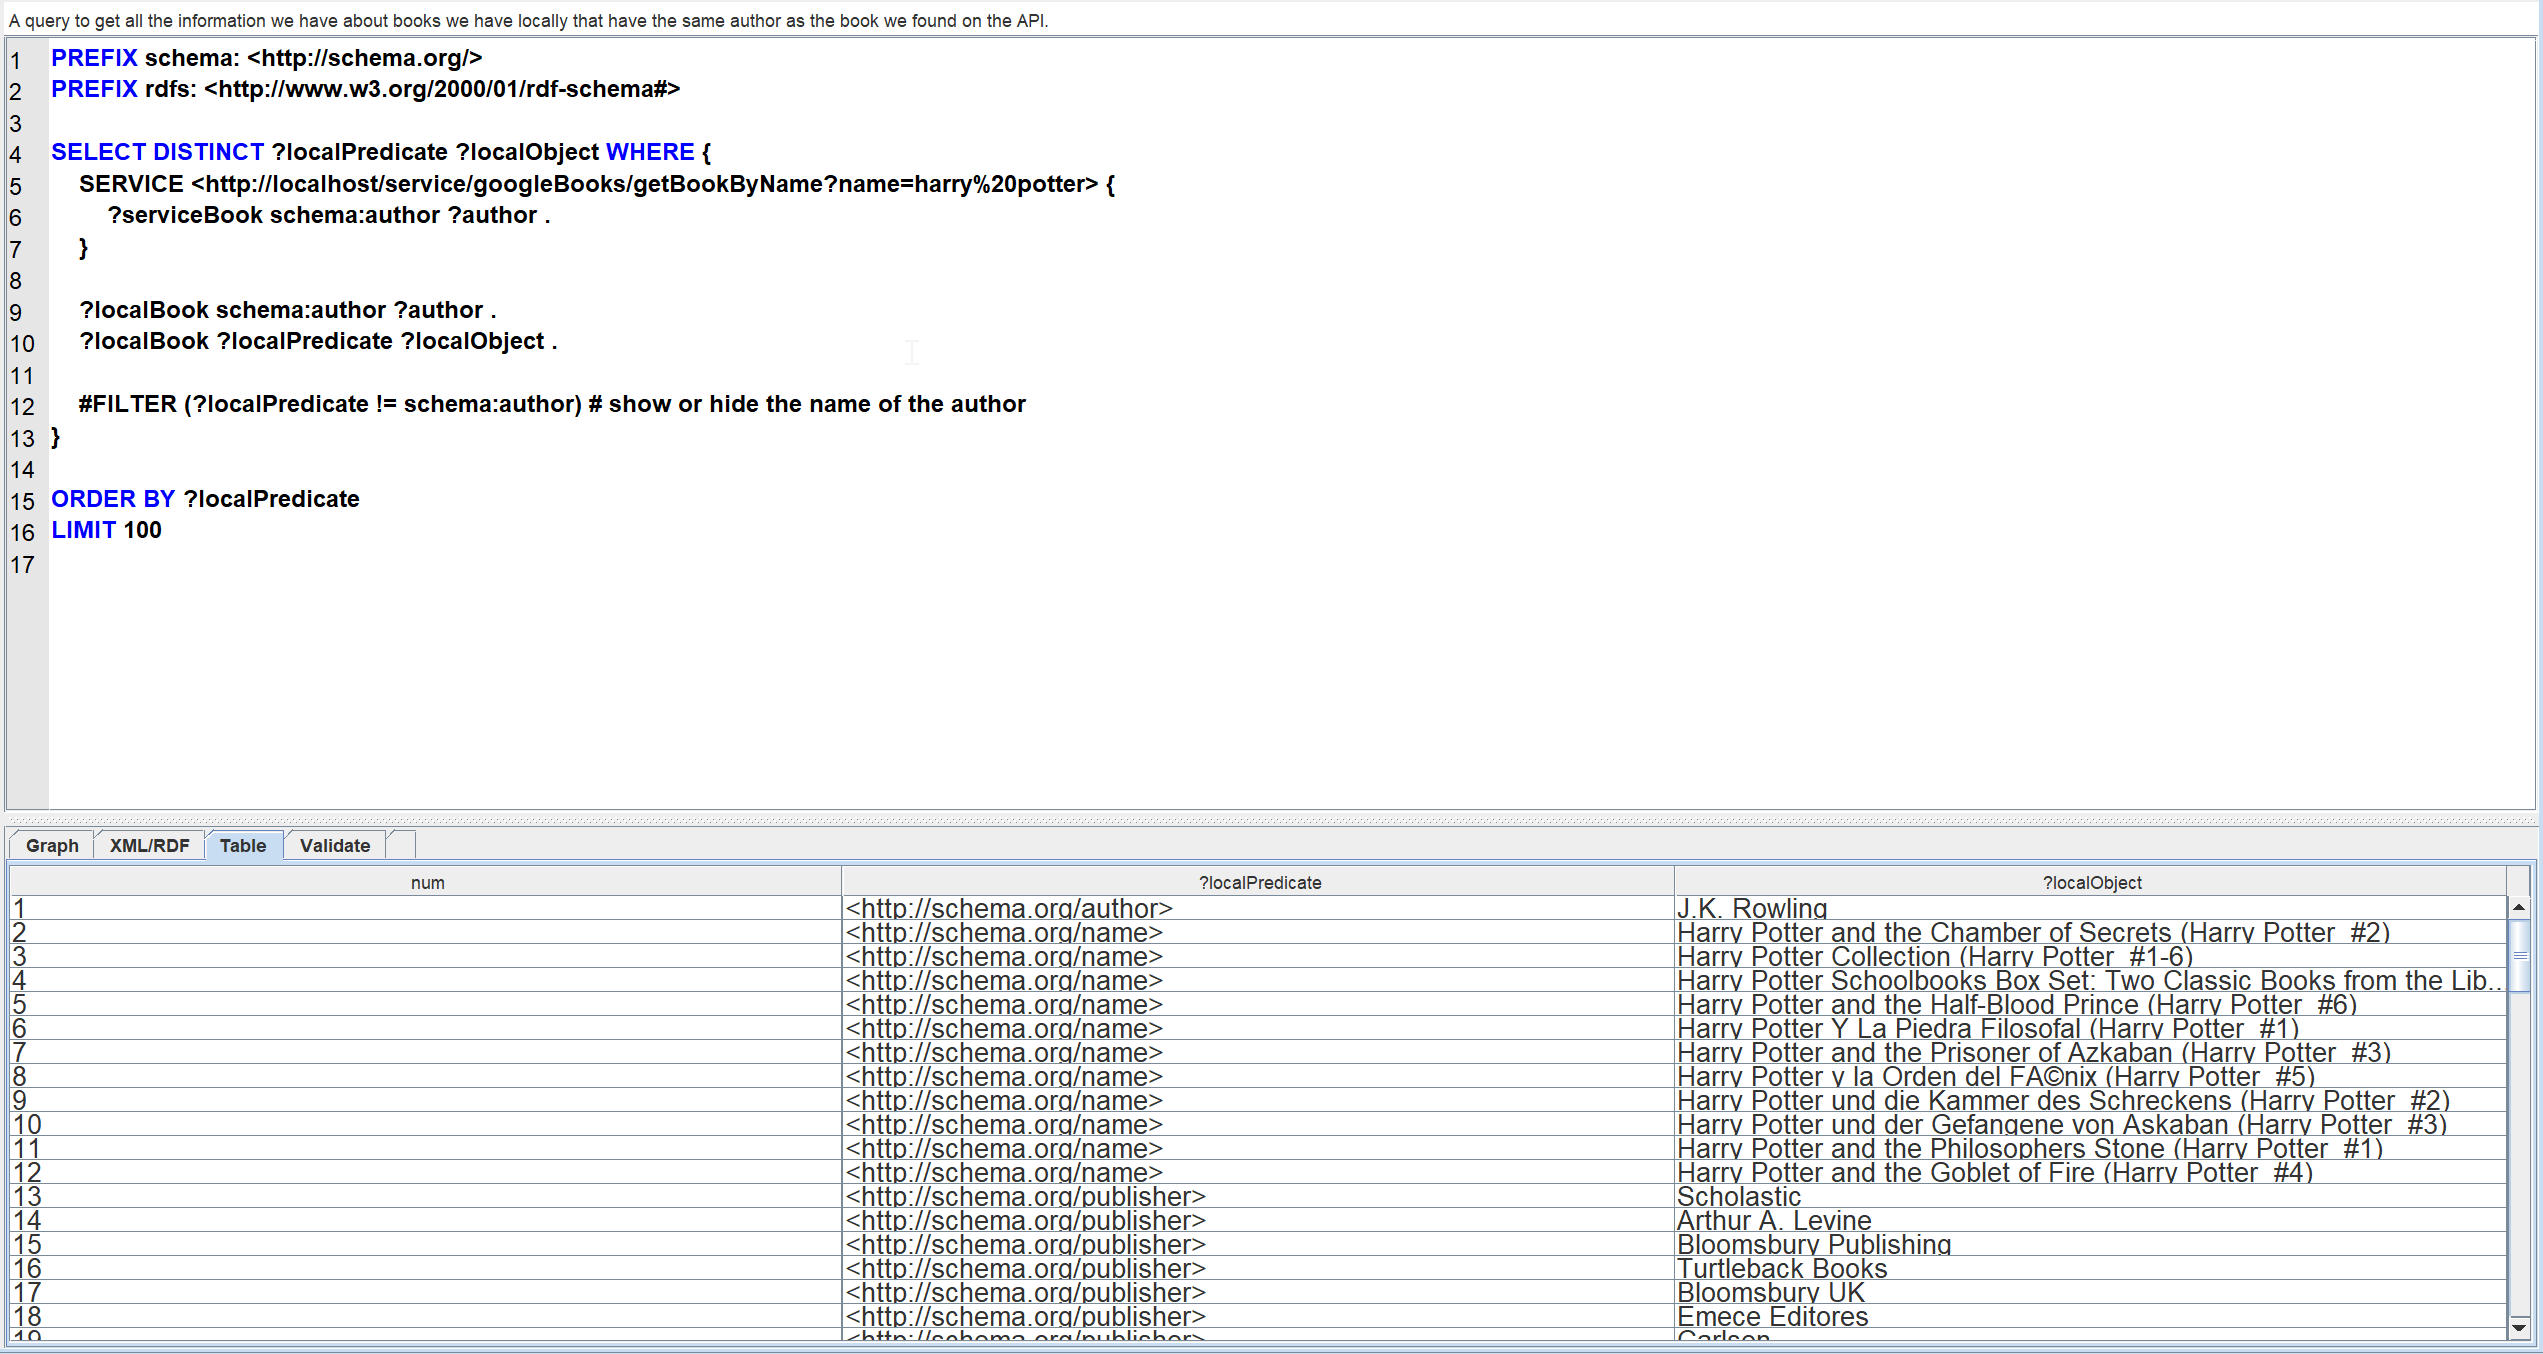 A query to get all the information we have about books we have locally that have the same author as the book we found on the API.
1 PREFIX schema: <http://schema.org/>
2 PREFIX rdfs: <http://www.w3.org/2000/01/rdf-schema#>
3
4 SELECT DISTINCT ?localPredicate ?localObject WHERE {
5 SERVICE <http://localhost/service/googleBooks/getBookByName?name=harry%20potter> {
6 ?serviceBook schema:author ?author .
7 }
8
9 ?localBook schema:author ?author .
10 ?localBook ?localPredicate ?localObject .
11
12 #FILTER (?localPredicate != schema:author) # show or hide the name of the author
13 }
14
15 ORDER BY ?localPredicate
16 LIMIT 100
17
Graph XML/RDF Table Validate
num ?localPredicate ?localObject
1 <http://schema.org/author> J.K. Rowling
2 <http://schema.org/name> Harry Potter and the Chamber of Secrets (Harry Potter #2)
3 <http://schema.org/name> Harry Potter Collection (Harry Potter #1-6)
4 <http://schema.org/name> Harry Potter Schoolbooks Box Set: Two Classic Books from the Lib...
5 <http://schema.org/name> Harry Potter and the Half-Blood Prince (Harry Potter #6)
6 <http://schema.org/name> Harry Potter Y La Piedra Filosofal (Harry Potter #1)
7 <http://schema.org/name> Harry Potter and the Prisoner of Azkaban (Harry Potter #3)
8 <http://schema.org/name> Harry Potter y la Orden del FA©nix (Harry Potter #5)
9 <http://schema.org/name> Harry Potter und die Kammer des Schreckens (Harry Potter #2)
10 <http://schema.org/name> Harry Potter und der Gefangene von Askaban (Harry Potter #3)
11 <http://schema.org/name> Harry Potter and the Philosophers Stone (Harry Potter #1)
12 <http://schema.org/name> Harry Potter and the Goblet of Fire (Harry Potter #4)
13 <http://schema.org/publisher> Scholastic
14 <http://schema.org/publisher> Arthur A. Levine
15 <http://schema.org/publisher> Bloomsbury Publishing
16 <http://schema.org/publisher> Turtleback Books
17 <http://schema.org/publisher> Bloomsbury UK
18 <http://schema.org/publisher> Emece Editores
19 <http://schema.org/publisher> Carlsen